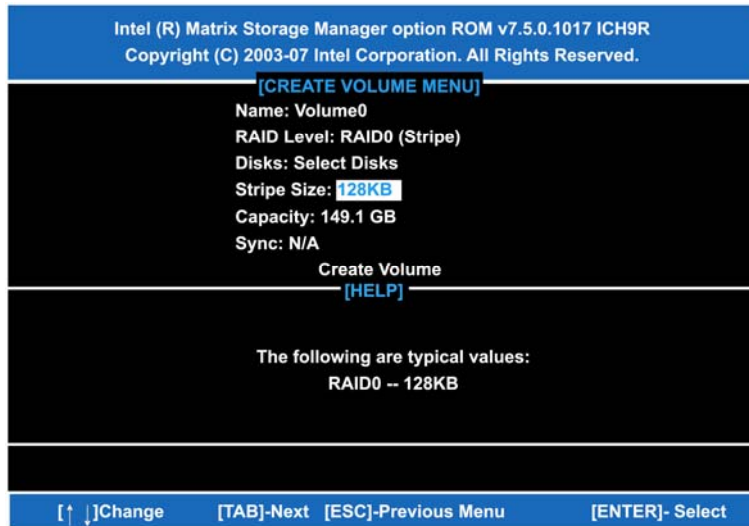 Intel (R) Matrix Storage Manager option ROM v7.5.0.1017 ICH9R
Copyright (C) 2003-07 Intel Corporation. All Rights Reserved.
[CREATE VOLUME MENU]
Name: Volume0
RAID Level: RAID0 (Stripe)
Disks: Select Disks
Stripe Size: 128KB
Capacity: 149.1 GB
Sync: N/A
Create Volume
[HELP]
The following are typical values:
RAID0 -- 128KB
[↑ ↓]Change [TAB]-Next [ESC]-Previous Menu [ENTER]- Select